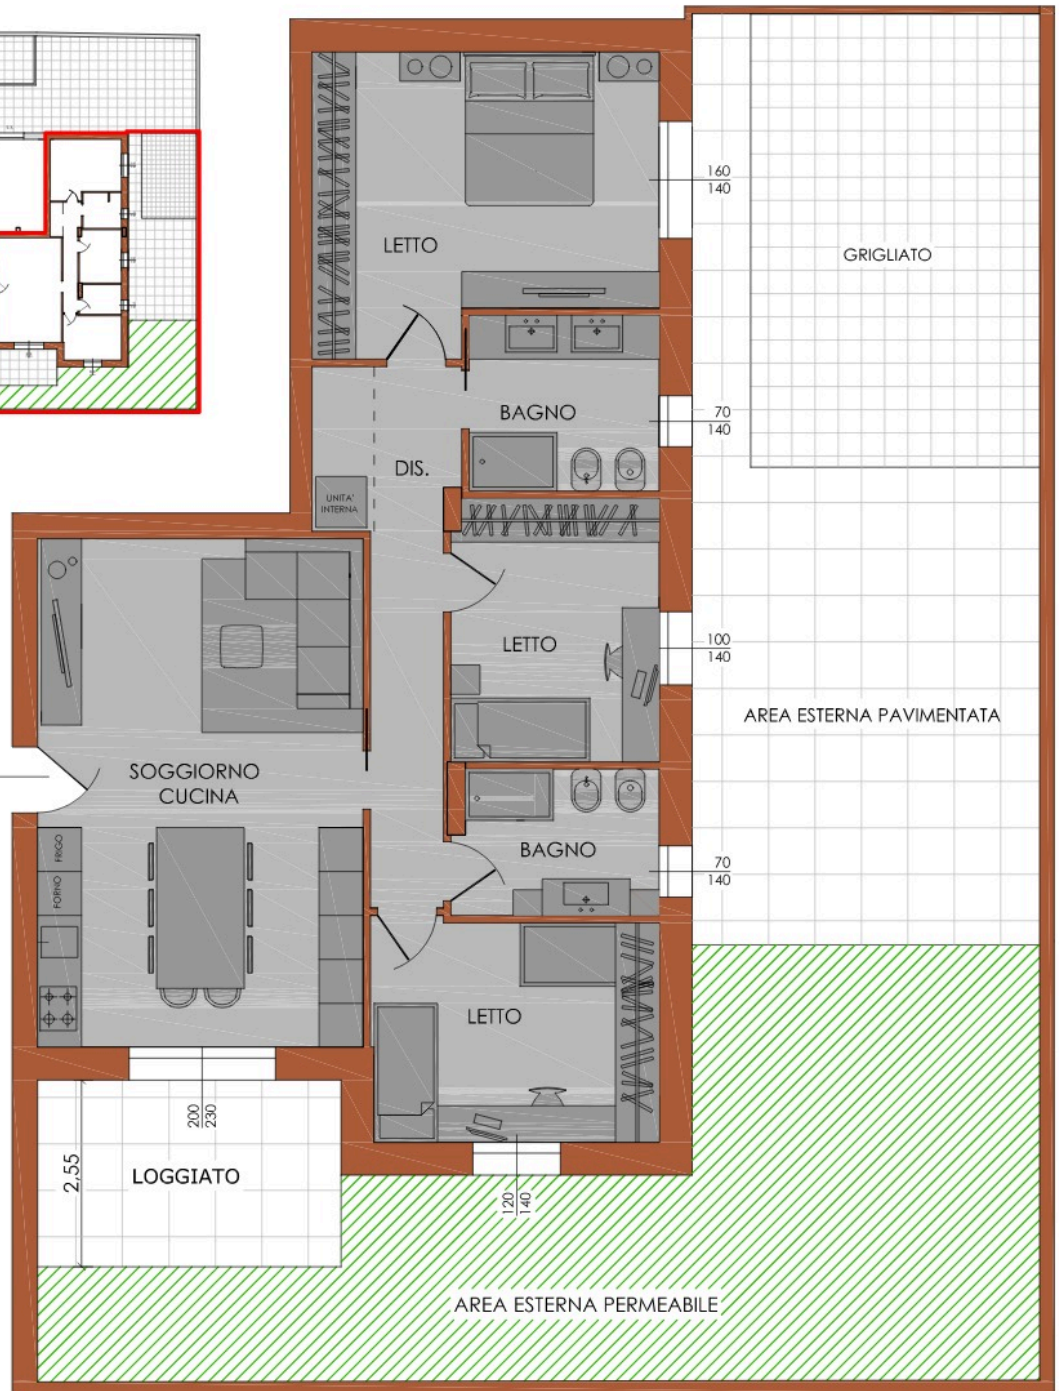 160
140
LETTO
GRIGLIATO
BAGNO
70
140
DIS.
UNITA'
INTERNA
LETTO
100
140
AREA ESTERNA PAVIMENTATA
SOGGIORNO
CUCINA
FRIGO
FORNO
BAGNO
70
140
LETTO
200
230
2,55
LOGGIATO
120
140
AREA ESTERNA PERMEABILE